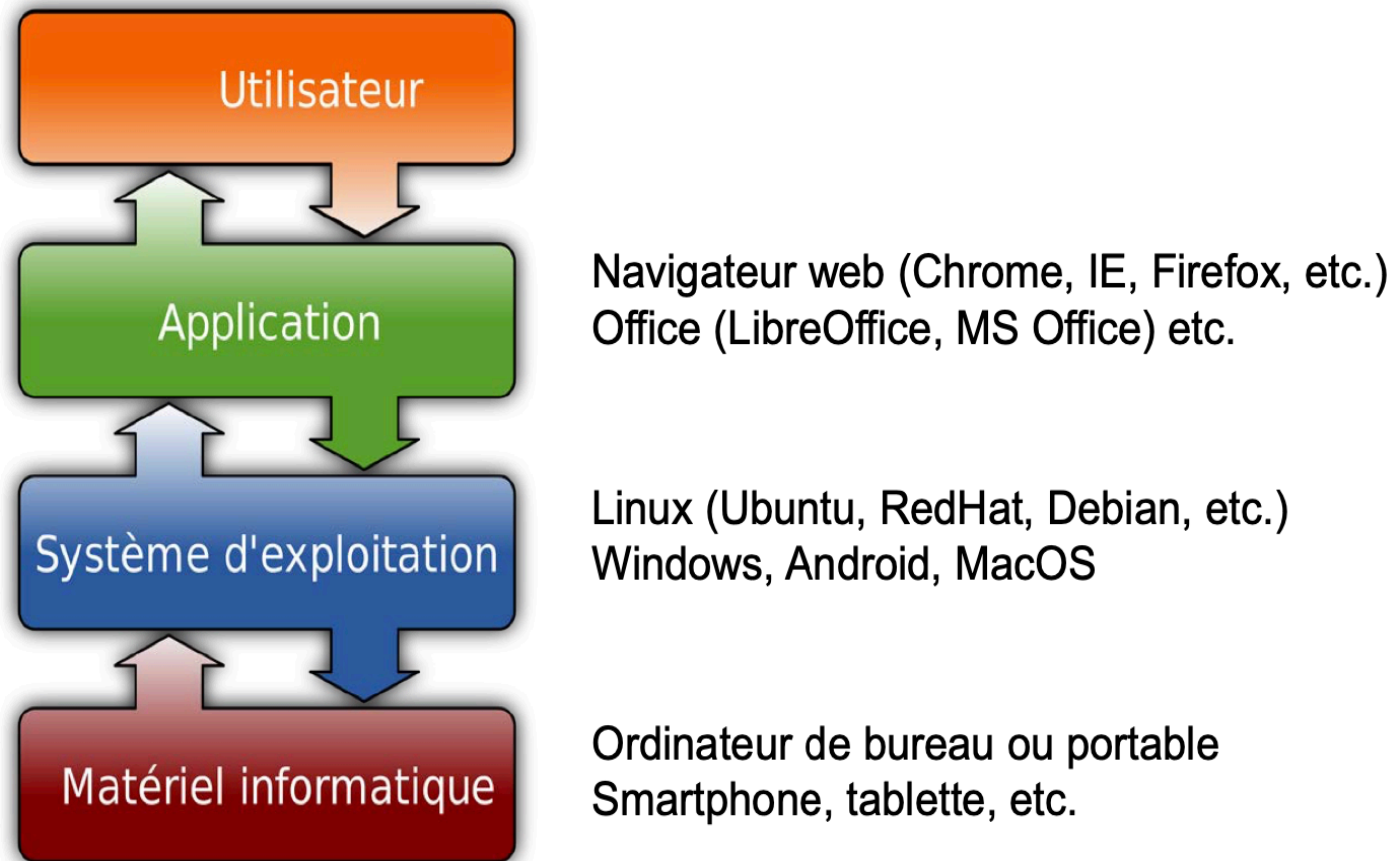 Utilisateur
Application
Navigateur web (Chrome, IE, Firefox, etc.)
Office (LibreOffice, MS Office) etc.
Système d'exploitation
Linux (Ubuntu, RedHat, Debian, etc.)
Windows, Android, MacOS
Matériel informatique
Ordinateur de bureau ou portable
Smartphone, tablette, etc.